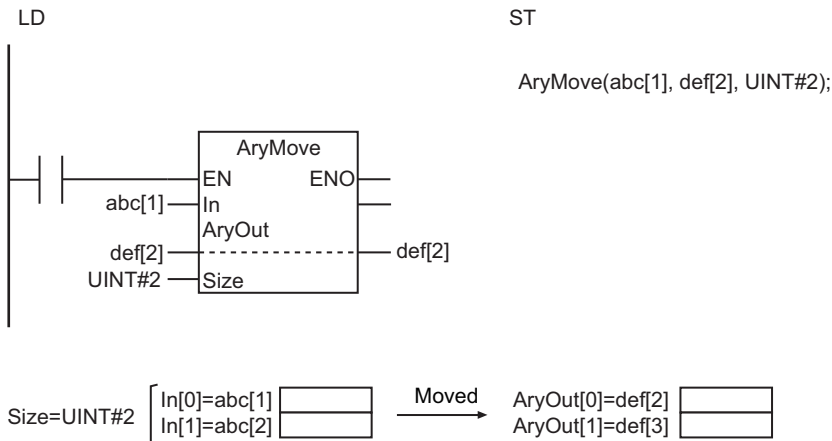 LD
ST
AryMove(abc[1], def[2], UINT#2);
AryMove
EN ENO
abc[1] In
AryOut
def[2] def[2]
UINT#2 Size
Size=UINT#2
In[0]=abc[1]
In[1]=abc[2]
Moved
AryOut[0]=def[2]
AryOut[1]=def[3]